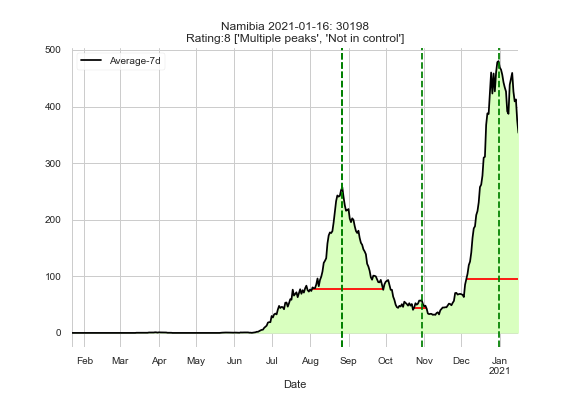 Namibia 2021-01-16: 30198
Rating:8 ['Multiple peaks', 'Not in control']
Average-7d
500
400
300
200
100
0
Feb Mar Apr May Jun Jul Aug Sep Oct Nov Dec Jan
2021
Date